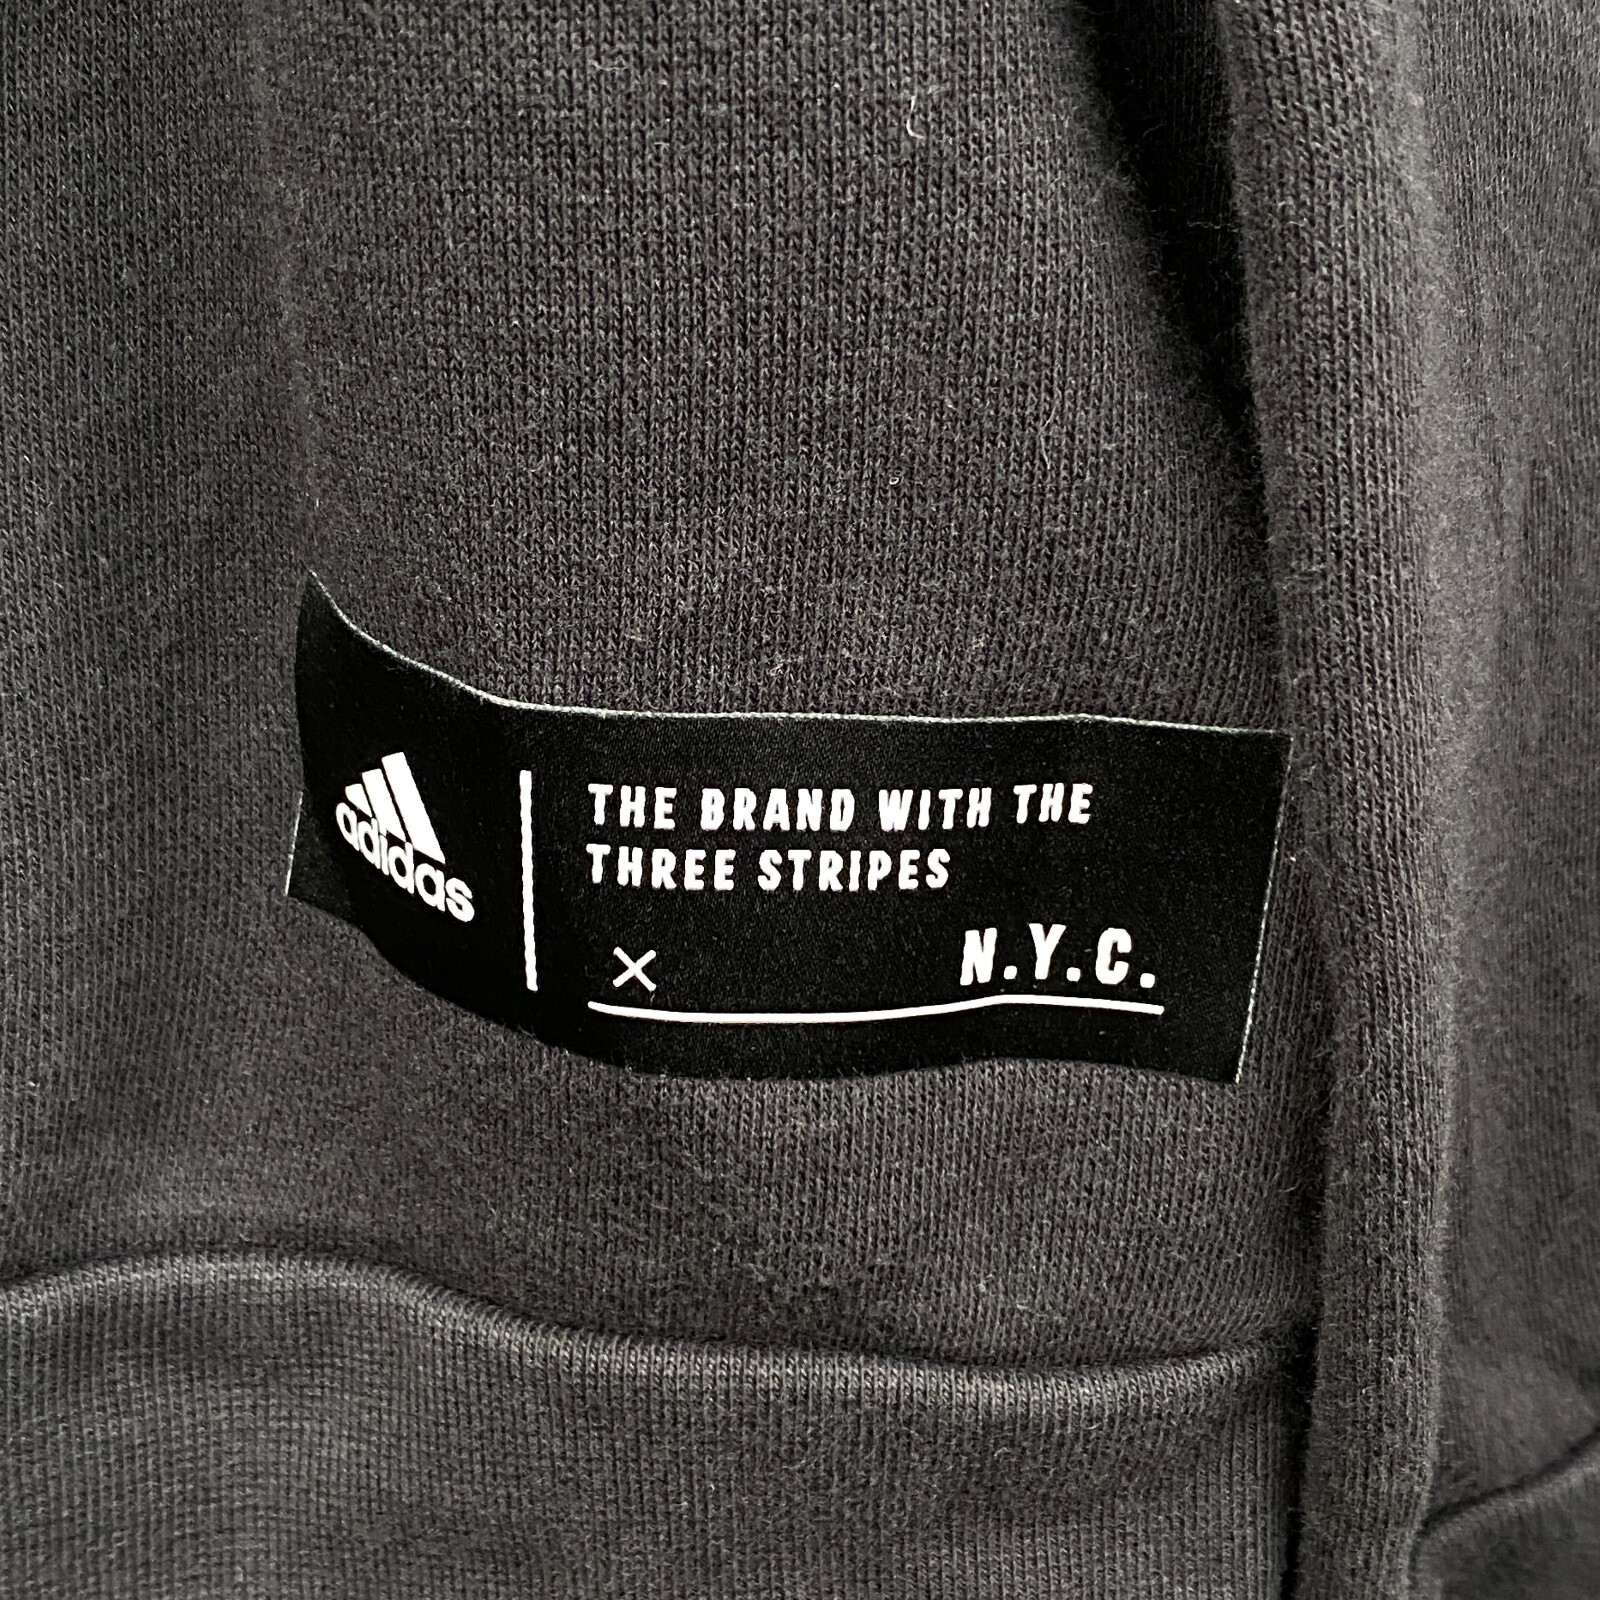 adidas
THE BRAND WITH THE
THREE STRIPES
× N.Y.C.